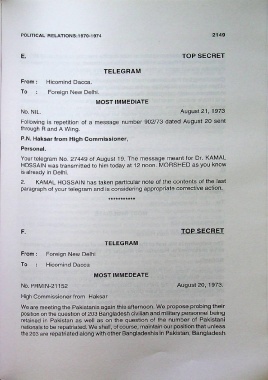 POLITICAL RELATIONS:1970-1974 2149
E. TOP SECRET
TELEGRAM
From : Hicomind Dacca.
To : Foreign New Delhi.
MOST IMMEDIATE
No. NIL. August 21, 1973
Following is repetition of a message number 902/73 dated August 20 sent
through R and A Wing.
P.N. Haksar from High Commissioner.
Personal.
Your telegram No. 27449 of August 19. The message meant for Dr. KAMAL
HOSSAIN was transmitted to him today at 12 noon. MORSHED as you know
is already in Delhi.
2. KAMAL HOSSAIN has taken particular note of the contents of the last
paragraph of your telegram and is considering appropriate corrective action.
***********
F. TOP SECRET
TELEGRAM
From: Foreign New Delhi
To : Hicomind Dacca
MOST IMMEDEATE
No. PHMIN-21152 August 20, 1973.
High Commissioner from Haksar
We are meeting the Pakistanis again this afternoon. We propose probing their
position on the question of 203 Bangladesh civilian and military personnel being
retained in Pakistan as well as on the question of the number of Pakistani
nationals to be repatriated. We shall, of course, maintain our position that unless
the 203 are repatriated along with other Bangladeshis in Pakistan, Bangladesh